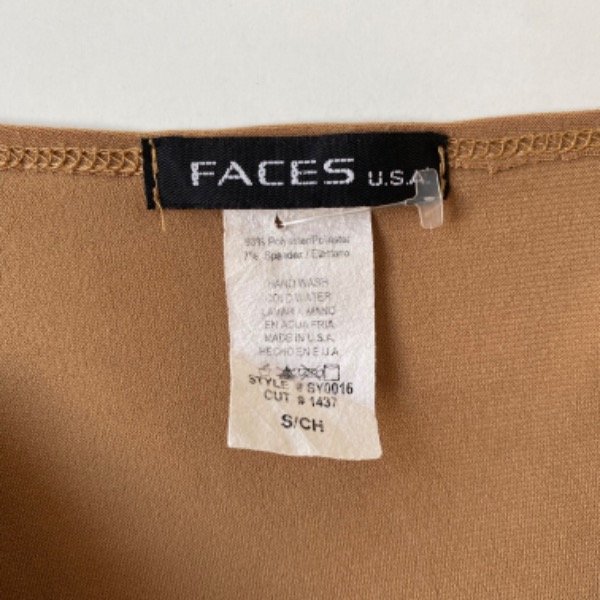 FACES U.S.A.
93% Polyester/Poliester
7% Spandex / Elastano
HAND WASH
COLD WATER
LAVAR A MANO
EN AGUA FRIA
MADE IN U.S.A.
HECHO EN E.U.A.
STYLE # SY0016
CUT # 1437
S/CH